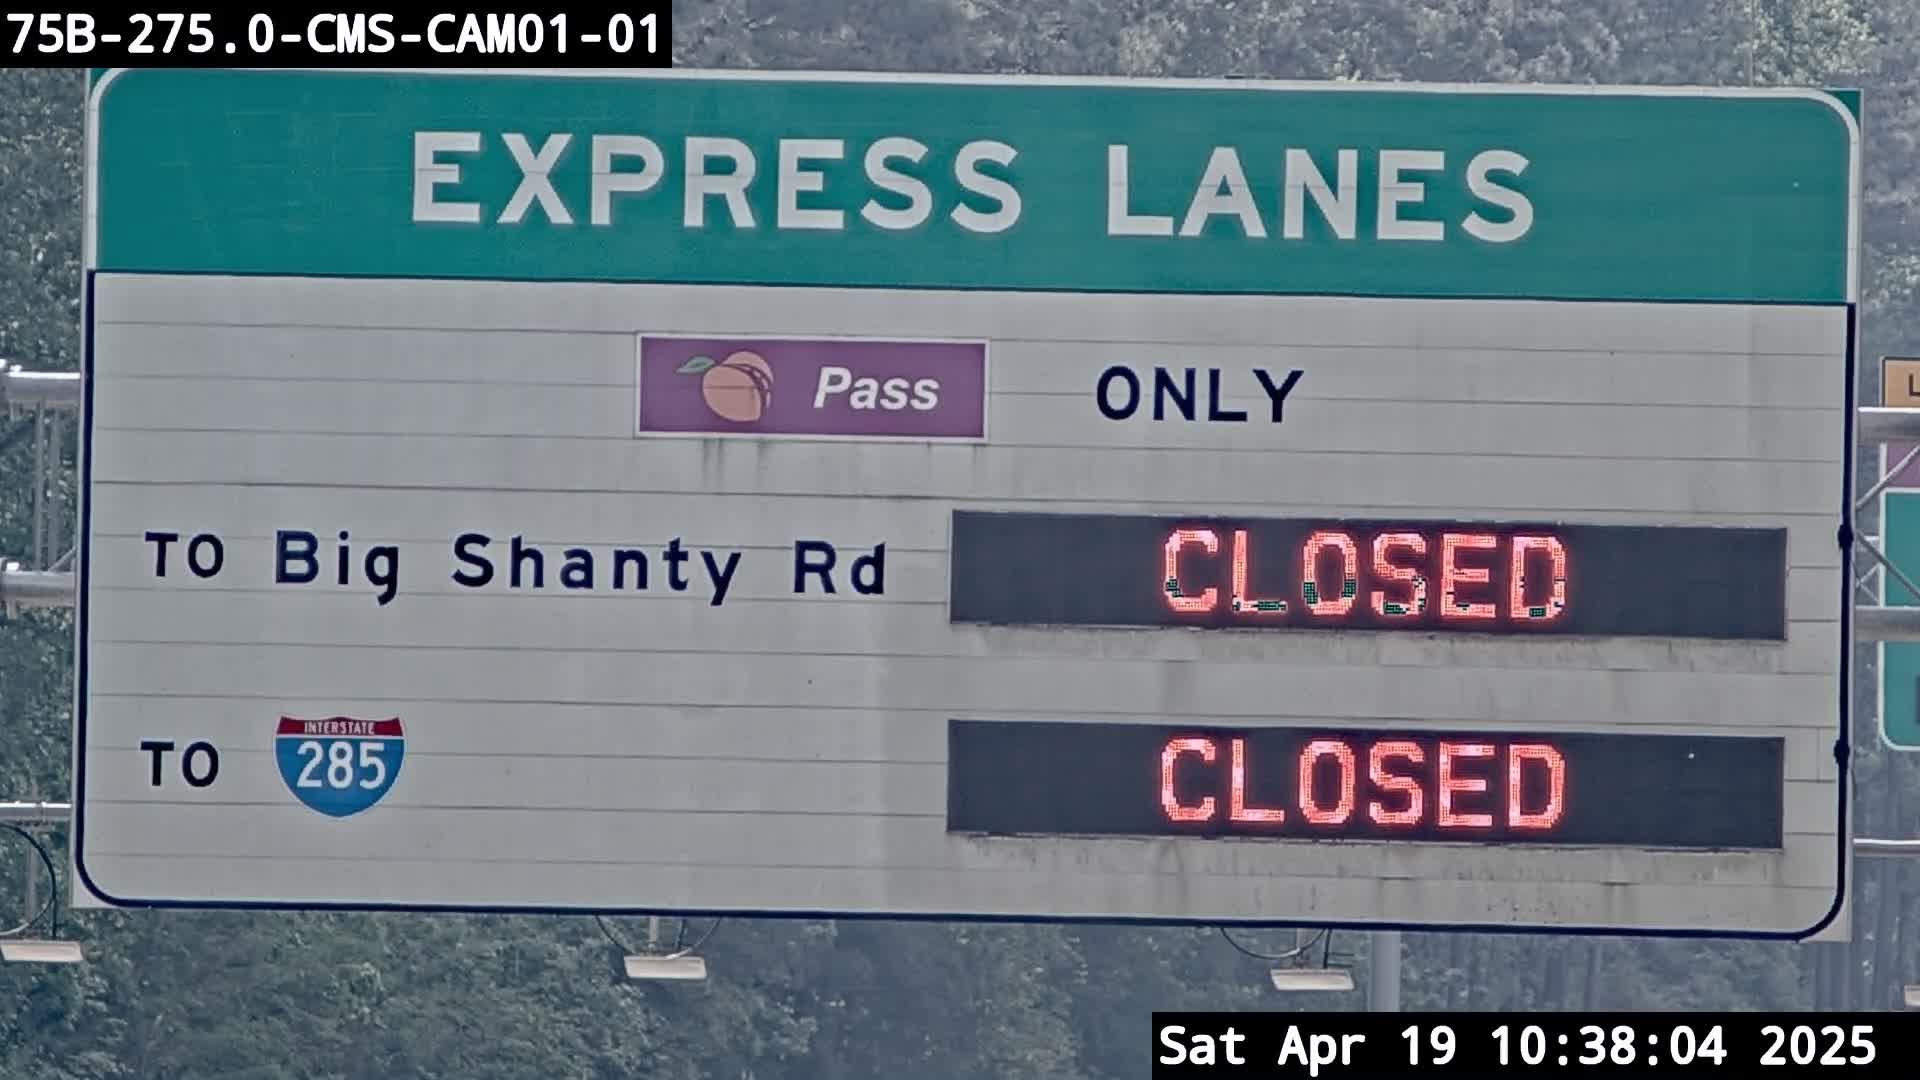 75B-275.0-CMS-CAM01-01
EXPRESS LANES
Pass ONLY
TO Big Shanty Rd CLOSED
TO INTERSTATE 285 CLOSED
Sat Apr 19 10:38:04 2025